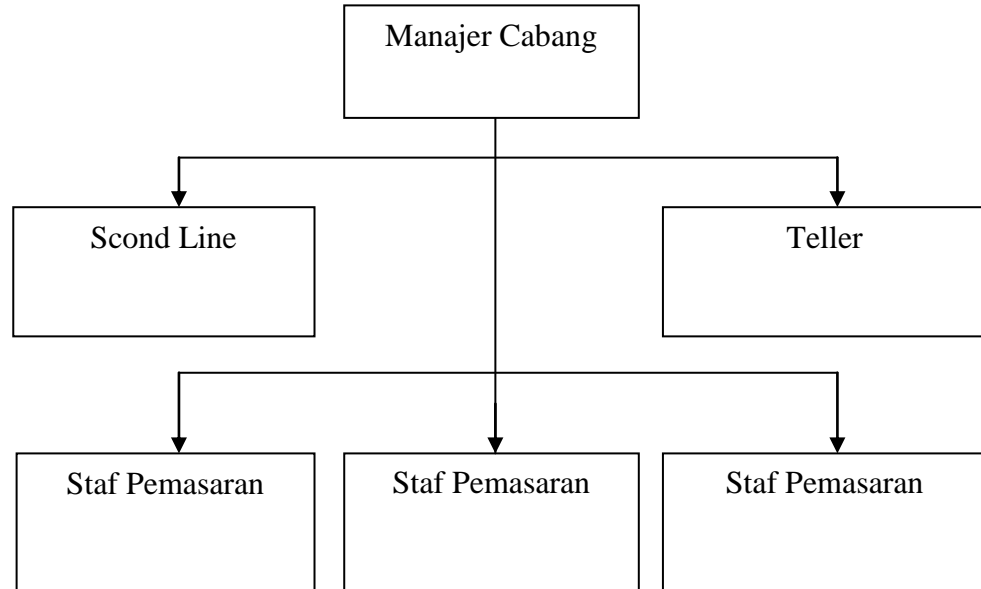 Manajer Cabang
Scond Line
Teller
Staf Pemasaran
Staf Pemasaran
Staf Pemasaran